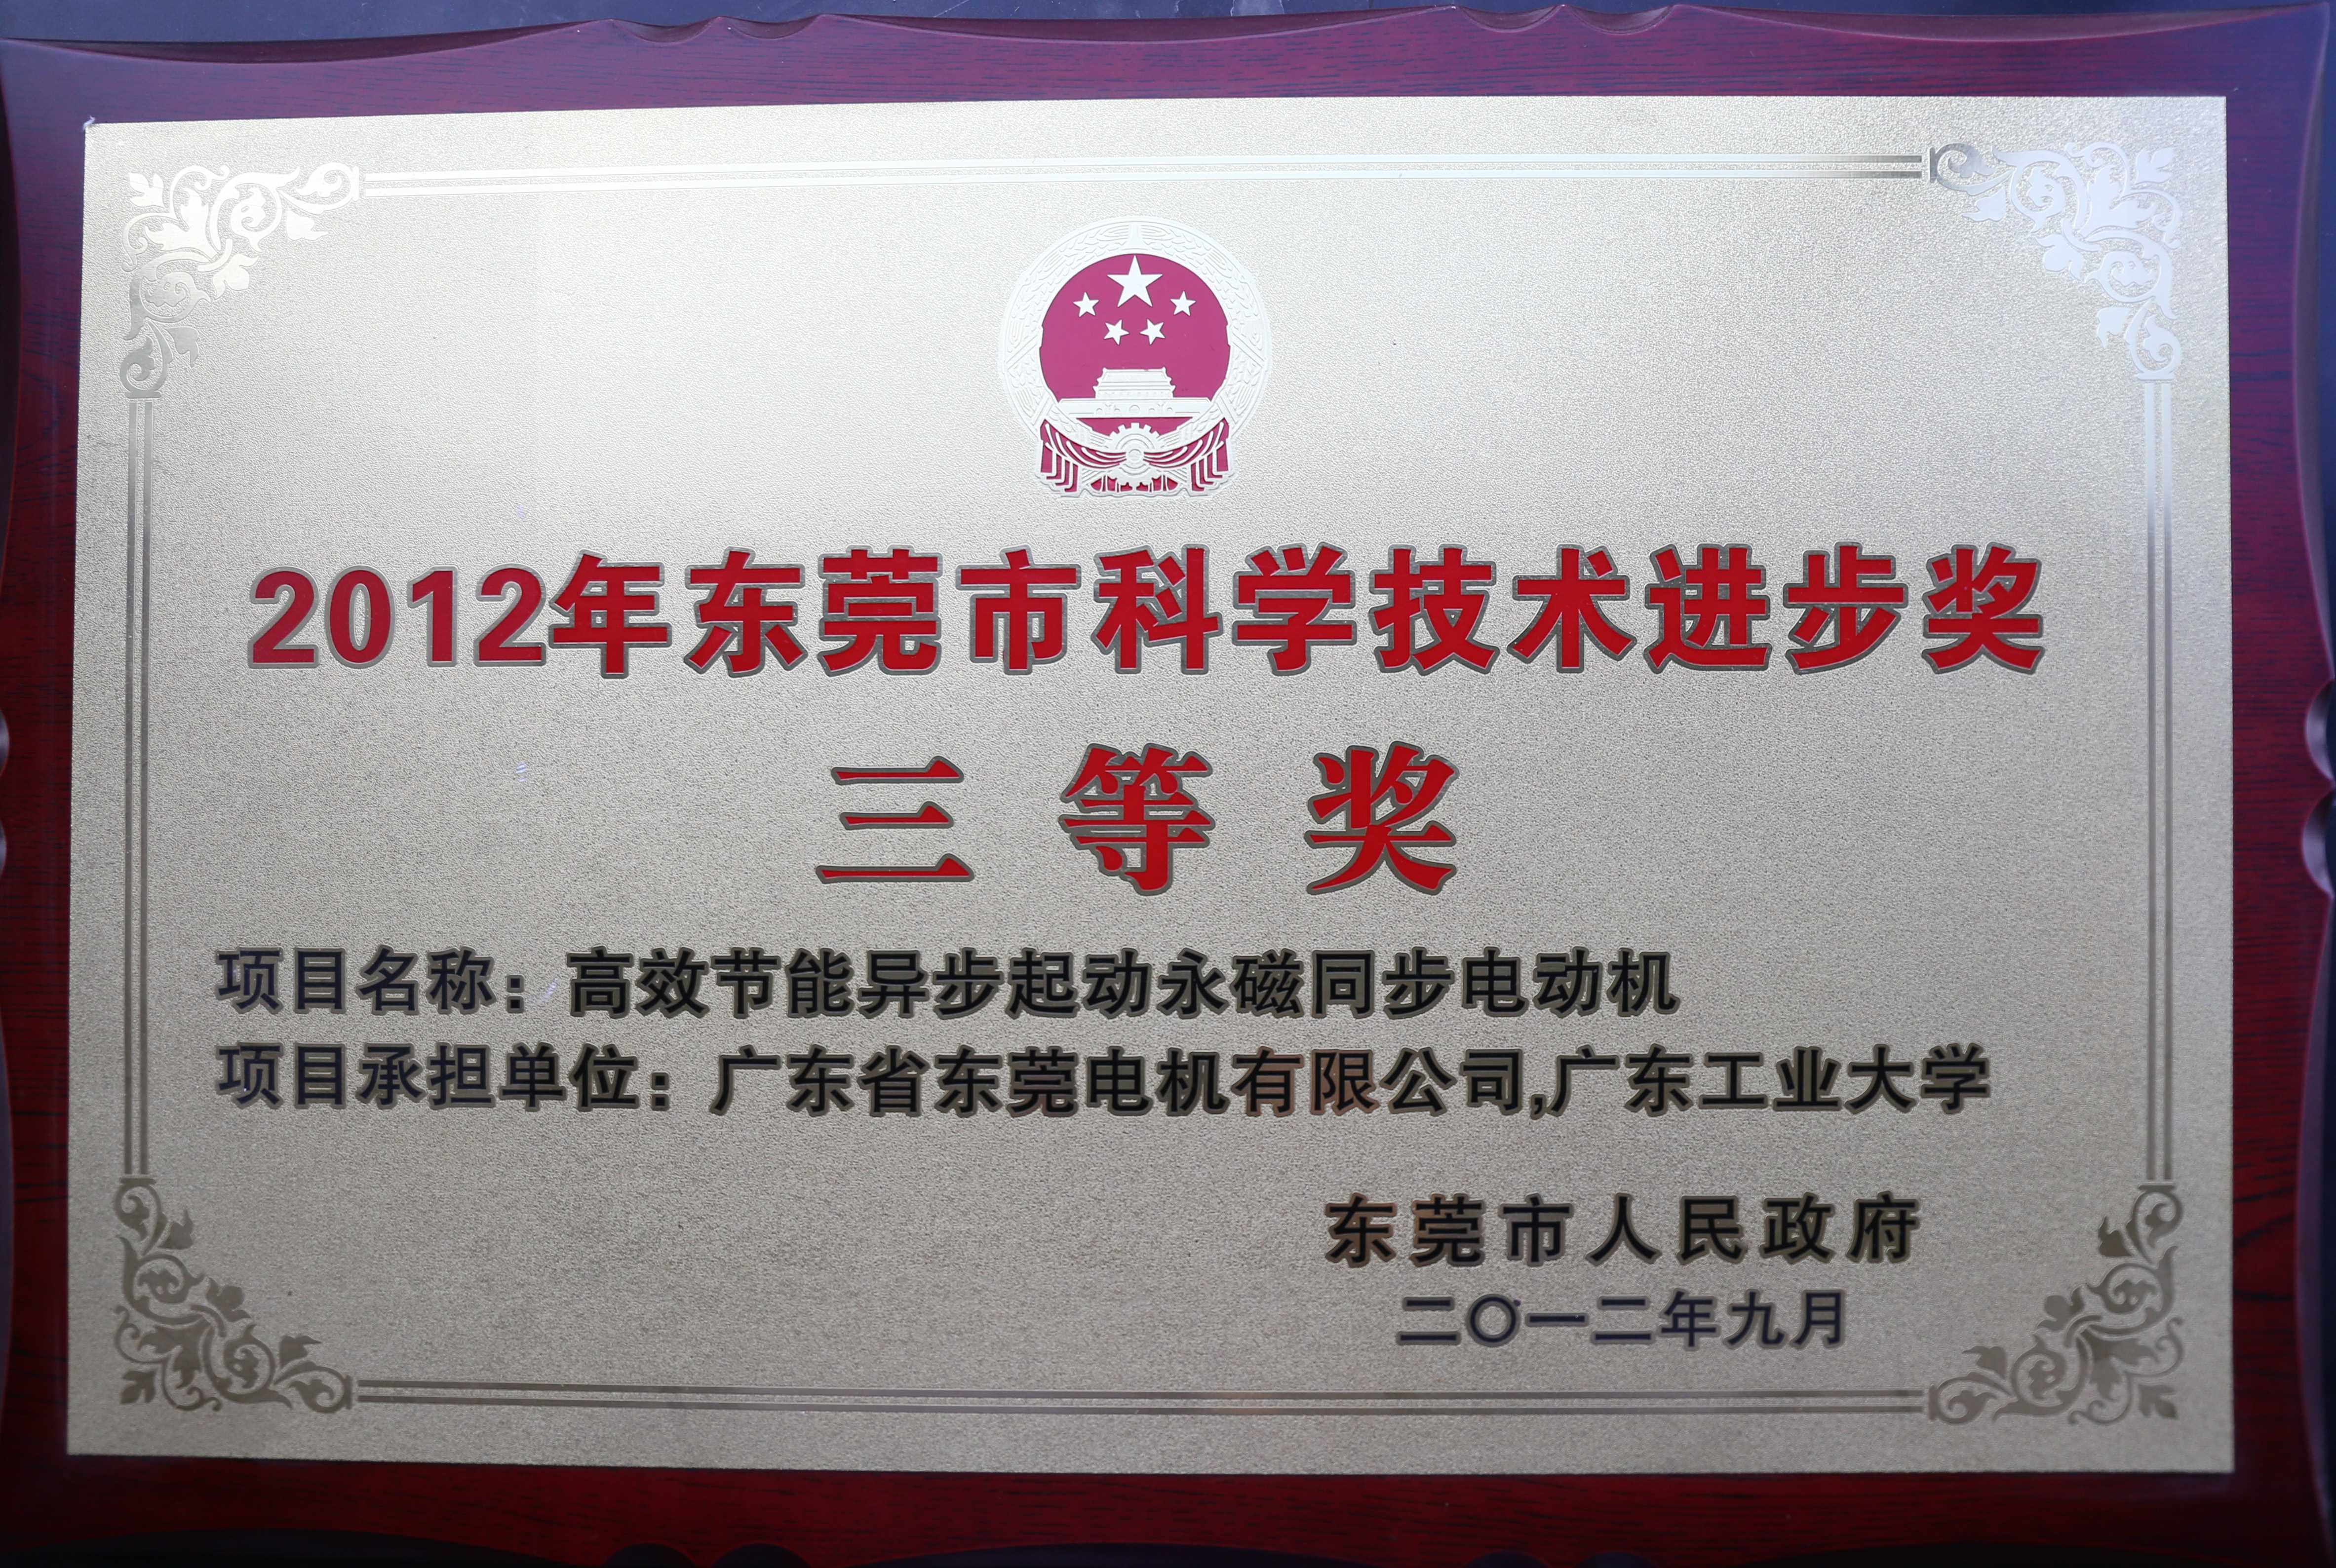 2012年东莞市科学技术进步奖
三等奖
项目名称：高效节能异步起动永磁同步电动机
项目承担单位：广东省东莞电机有限公司,广东工业大学
东莞市人民政府
二〇一二年九月